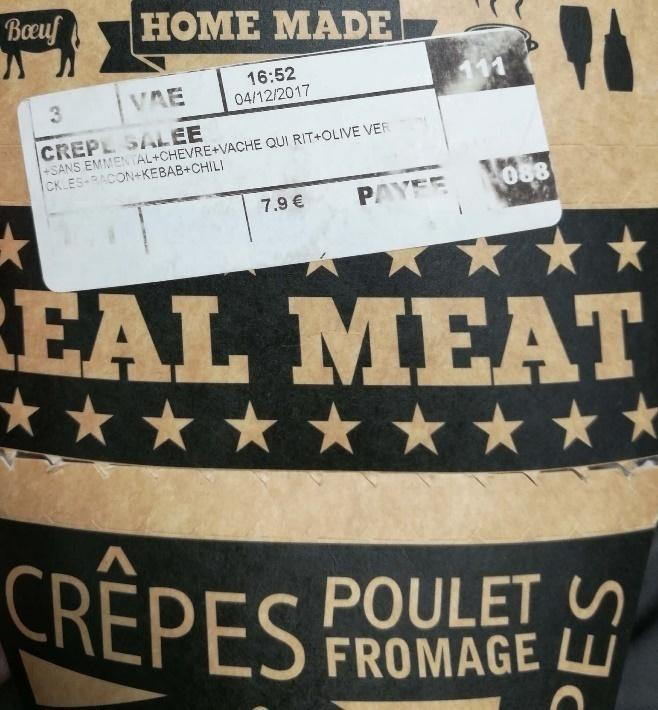 Bœuf
HOME MADE
3 VAE 16:52 111
04/12/2017
CREPE SALEE
+SANS EMMENTAL+CHEVRE+VACHE QUI RIT+OLIVE VER
CKLES+BACON+KEBAB+CHILI
7.9 € PAYEE 088
REAL MEAT
CRÊPES
POULET
FROMAGE
PES